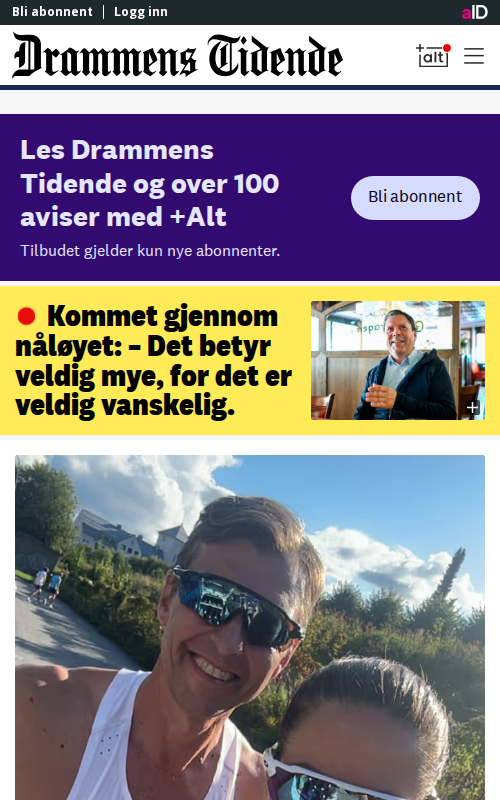 Bli abonnent | Logg inn
aID
Drammens Tidende
+alt
Les Drammens
Tidende og over 100
aviser med +Alt
Bli abonnent
Tilbudet gjelder kun nye abonnenter.
Kommet gjennom
nåløyet: – Det betyr
veldig mye, for det er
veldig vanskelig.